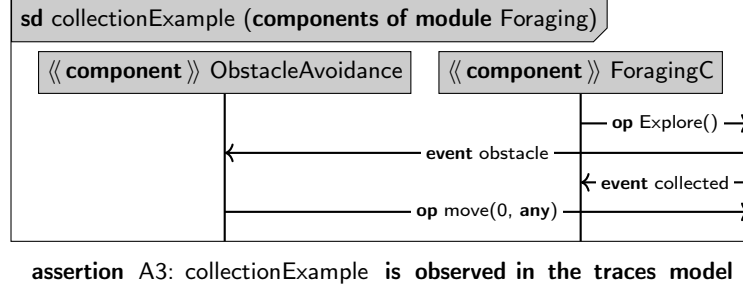 sd collectionExample (components of module Foraging)
⟪component⟫ ObstacleAvoidance ⟪component⟫ ForagingC
op Explore()
event obstacle
event collected
op move(0, any)
assertion A3: collectionExample is observed in the traces model